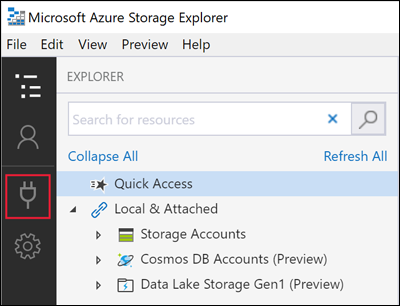 Microsoft Azure Storage Explorer
File Edit View Preview Help
EXPLORER
Search for resources
Collapse All Refresh All
Quick Access
Local & Attached
Storage Accounts
Cosmos DB Accounts (Preview)
Data Lake Storage Gen1 (Preview)